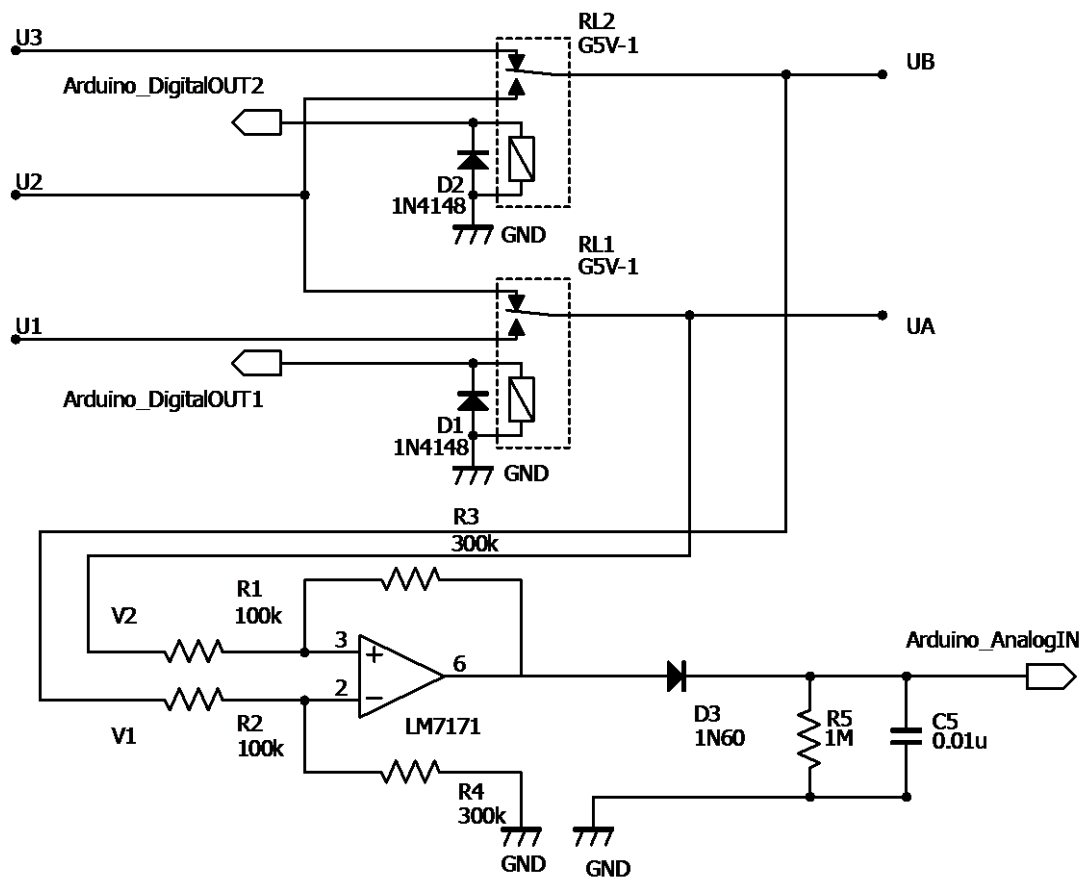 RL2
G5V-1
U3
UB
Arduino_DigitalOUT2
U2
D2
1N4148
GND
RL1
G5V-1
U1
UA
Arduino_DigitalOUT1
D1
1N4148
GND
R3
300k
R1
100k
V2
3
+
6
2
−
Arduino_AnalogIN
V1
R2
100k
LM7171
D3
1N60
R5
1M
C5
0.01u
R4
300k
GND
GND